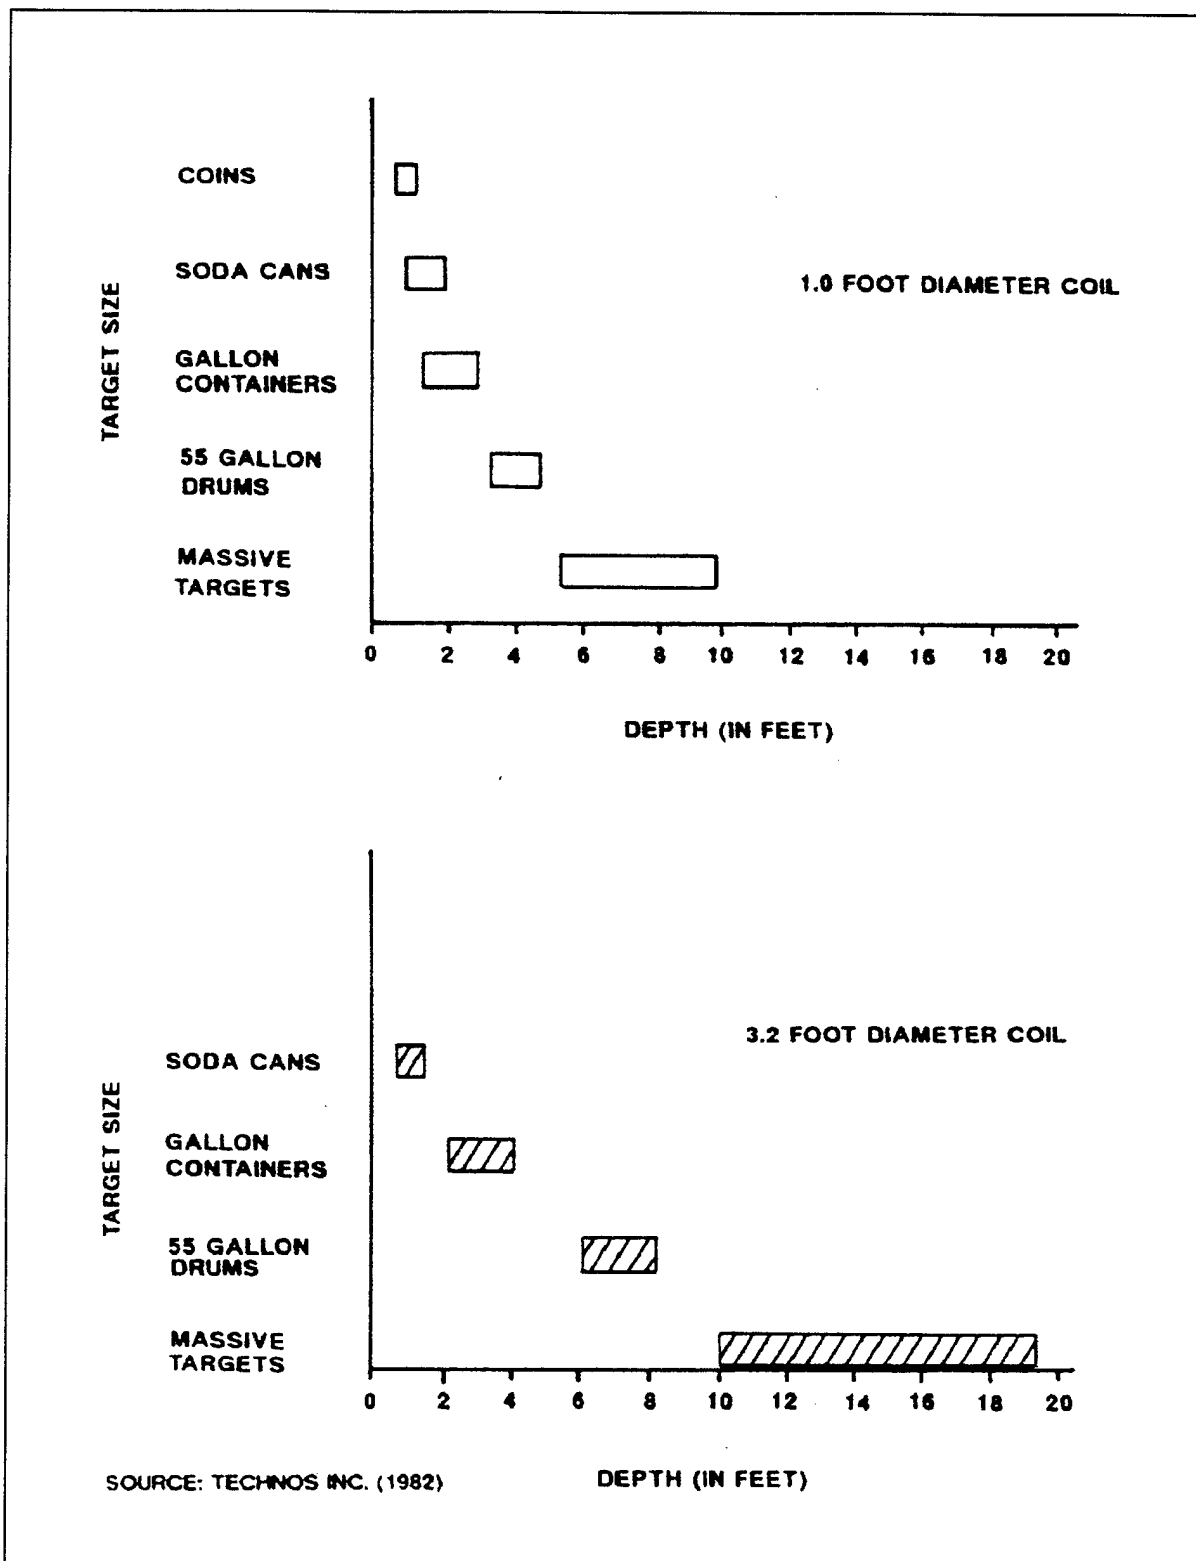 COINS
SODA CANS
1.0 FOOT DIAMETER COIL
GALLON
CONTAINERS
TARGET SIZE
55 GALLON
DRUMS
MASSIVE
TARGETS
0 2 4 6 8 10 12 14 16 18 20
DEPTH (IN FEET)
3.2 FOOT DIAMETER COIL
SODA CANS
GALLON
CONTAINERS
TARGET SIZE
55 GALLON
DRUMS
MASSIVE
TARGETS
0 2 4 6 8 10 12 14 16 18 20
DEPTH (IN FEET)
SOURCE: TECHNOS INC. (1982)